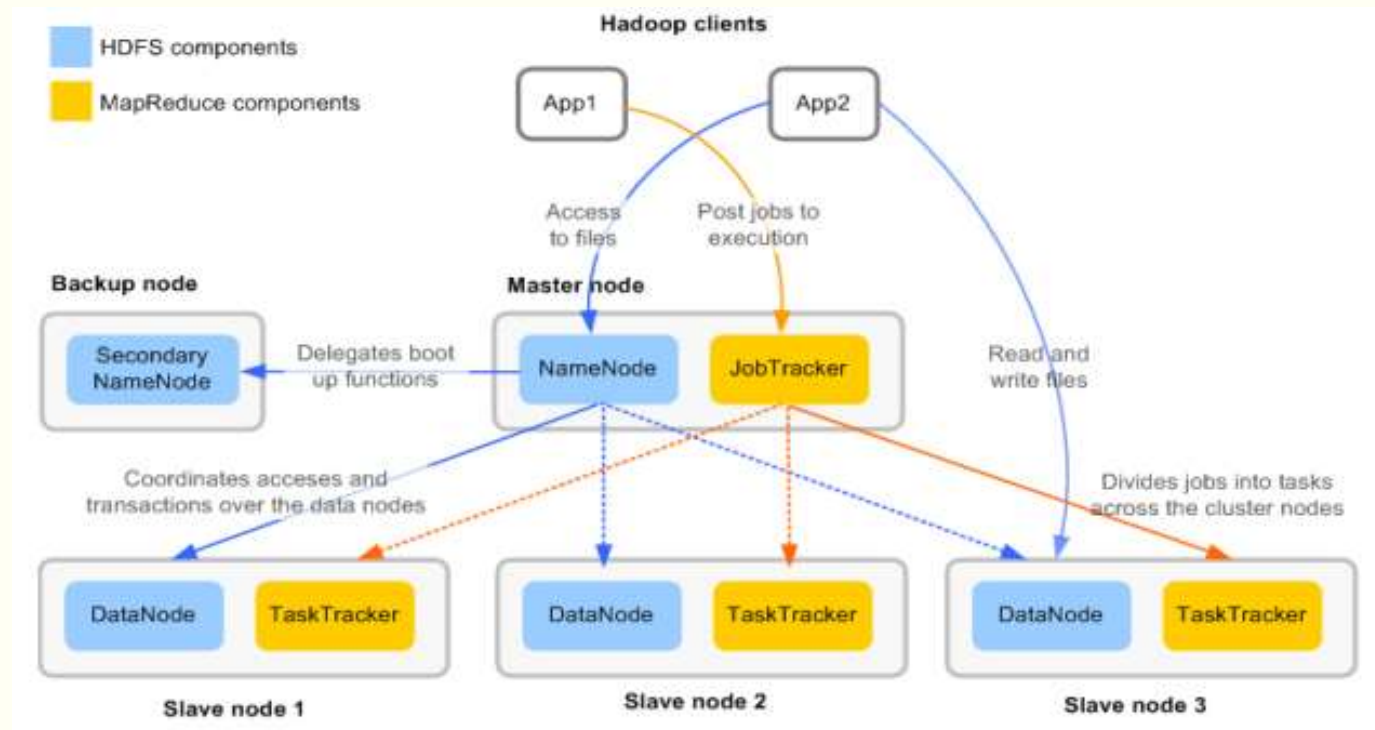 Hadoop clients
HDFS components
MapReduce components
App1
App2
Access
to files
Post jobs to
execution
Backup node
Master node
Secondary
NameNode
Delegates boot
up functions
NameNode
JobTracker
Read and
write files
Coordinates acceses and
transactions over the data nodes
Divides jobs into tasks
across the cluster nodes
DataNode
TaskTracker
DataNode
TaskTracker
DataNode
TaskTracker
Slave node 1
Slave node 2
Slave node 3